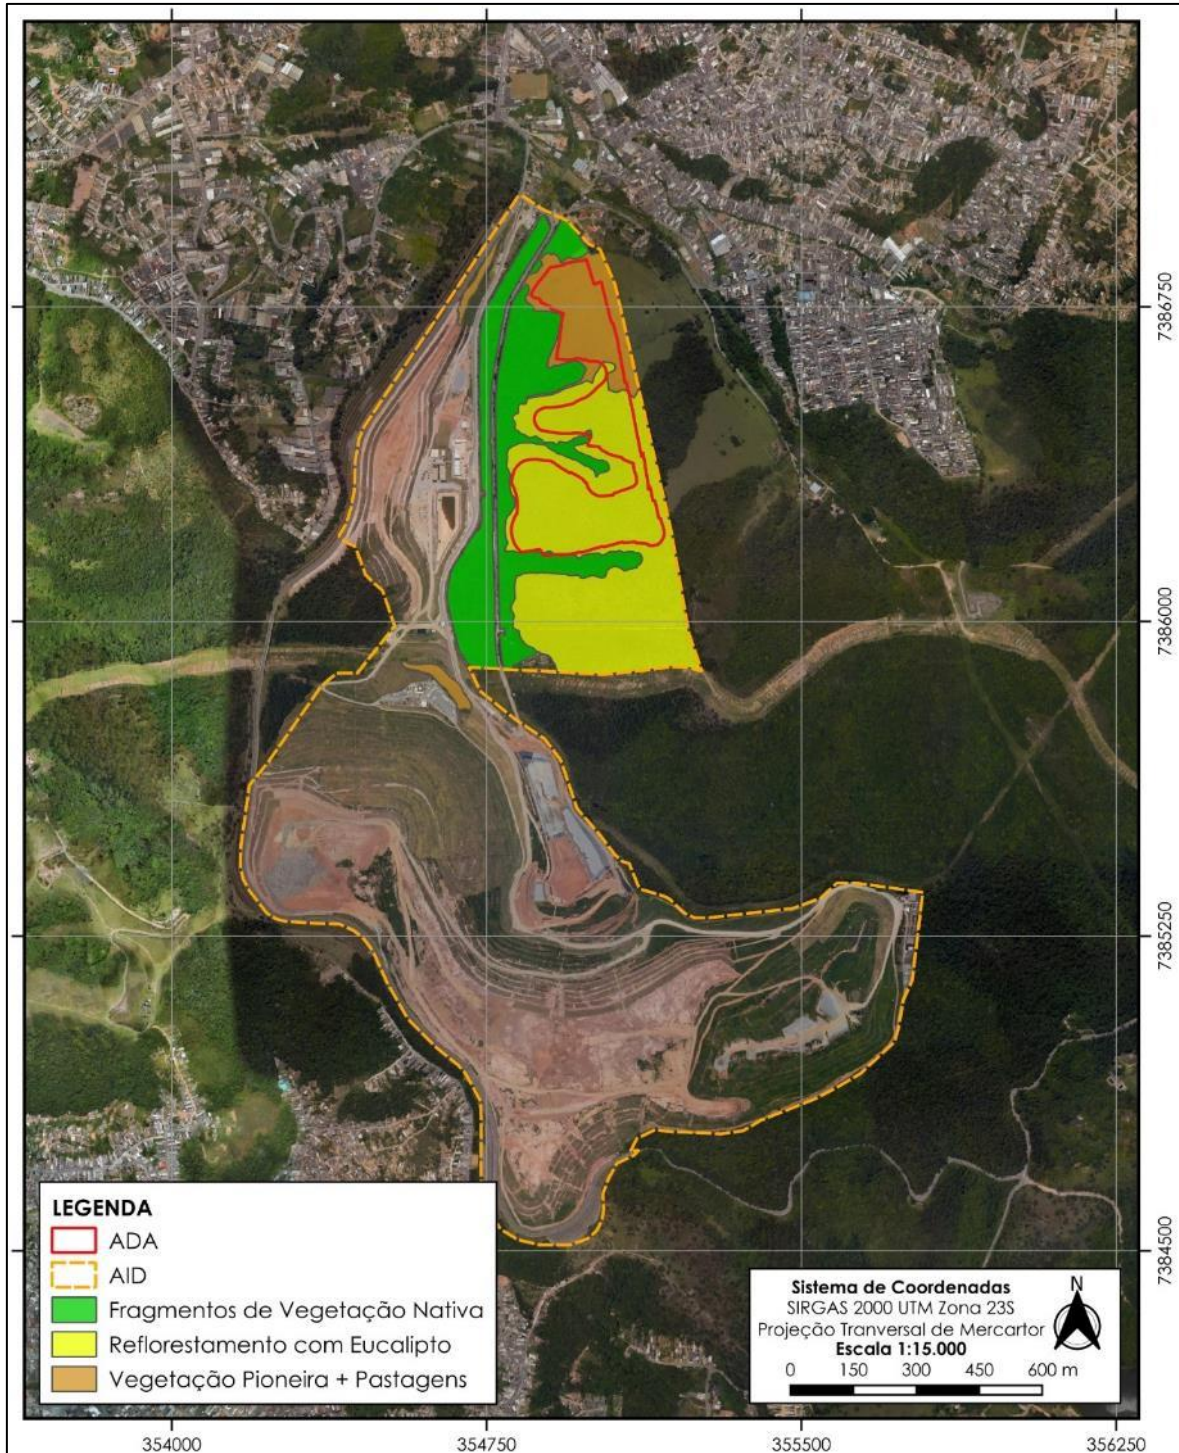 7386750
7386000
7385250
7384500
LEGENDA
ADA
AID
Fragmentos de Vegetação Nativa
Reflorestamento com Eucalipto
Vegetação Pioneira + Pastagens
Sistema de Coordenadas
SIRGAS 2000 UTM Zona 23S
Projeção Tranversal de Mercartor
Escala 1:15.000
N
0 150 300 450 600 m
354000 354750 355500 356250